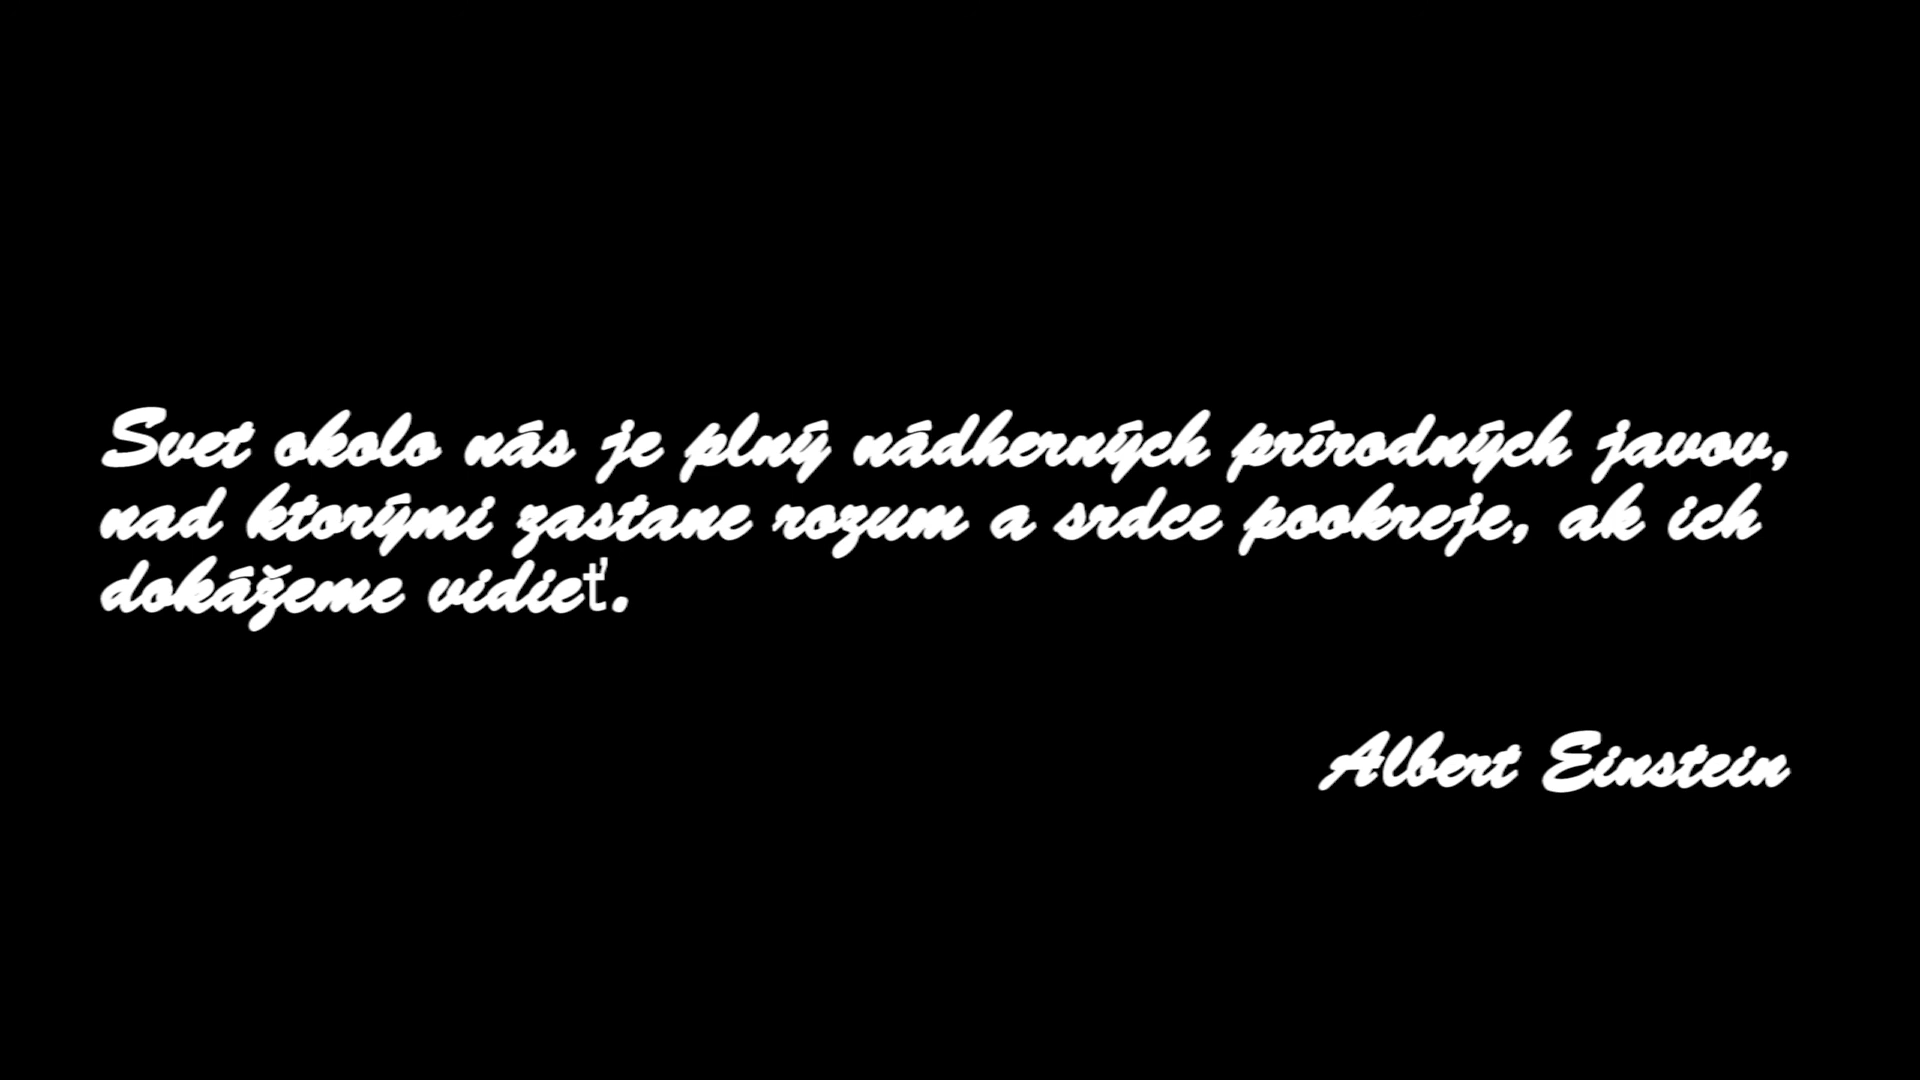 Svet okolo nás je plný nádherných prírodných javov,
nad ktorými zastane rozum a srdce pookreje, ak ich
dokážeme vidieť.
Albert Einstein